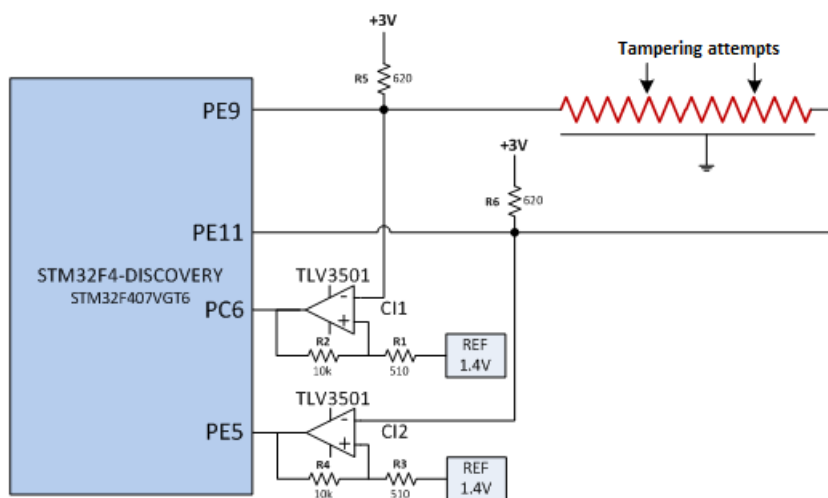 +3V
R5
620
Tampering attempts
PE9
+3V
R6
620
PE11
STM32F4-DISCOVERY
STM32F407VGT6
TLV3501
-
+
CI1
PC6
R2
10k
R1
510
REF
1.4V
TLV3501
-
+
CI2
PE5
R4
10k
R3
510
REF
1.4V